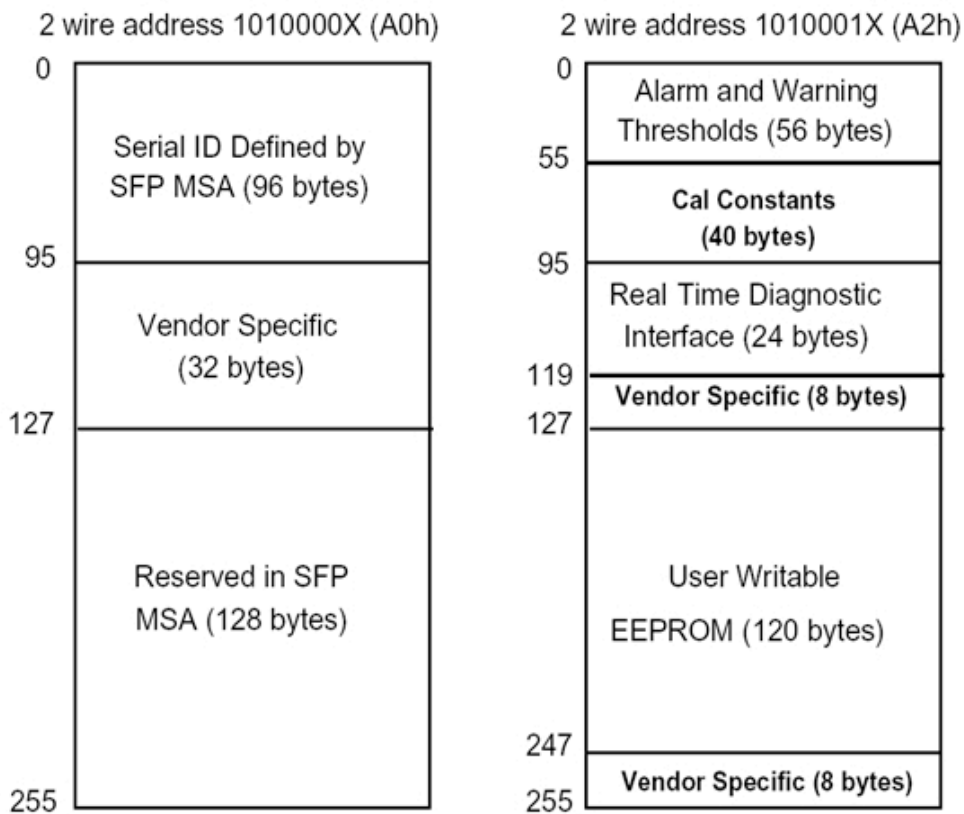 2 wire address 1010000X (A0h)
0
Serial ID Defined by
SFP MSA (96 bytes)
95
Vendor Specific
(32 bytes)
127
Reserved in SFP
MSA (128 bytes)
255
2 wire address 1010001X (A2h)
0
Alarm and Warning
Thresholds (56 bytes)
55
Cal Constants
(40 bytes)
95
Real Time Diagnostic
Interface (24 bytes)
119
Vendor Specific (8 bytes)
127
User Writable
EEPROM (120 bytes)
247
Vendor Specific (8 bytes)
255